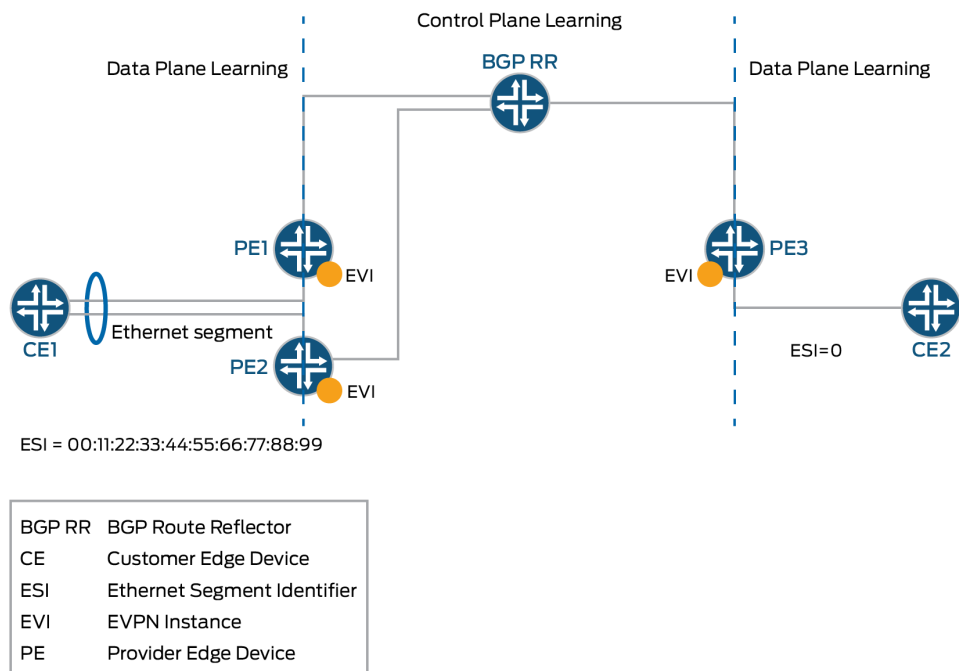 Control Plane Learning
Data Plane Learning
BGP RR
Data Plane Learning
PE1
EVI
PE3
EVI
Ethernet segment
CE1
PE2
EVI
ESI=0
CE2
ESI = 00:11:22:33:44:55:66:77:88:99
BGP RR BGP Route Reflector
CE Customer Edge Device
ESI Ethernet Segment Identifier
EVI EVPN Instance
PE Provider Edge Device